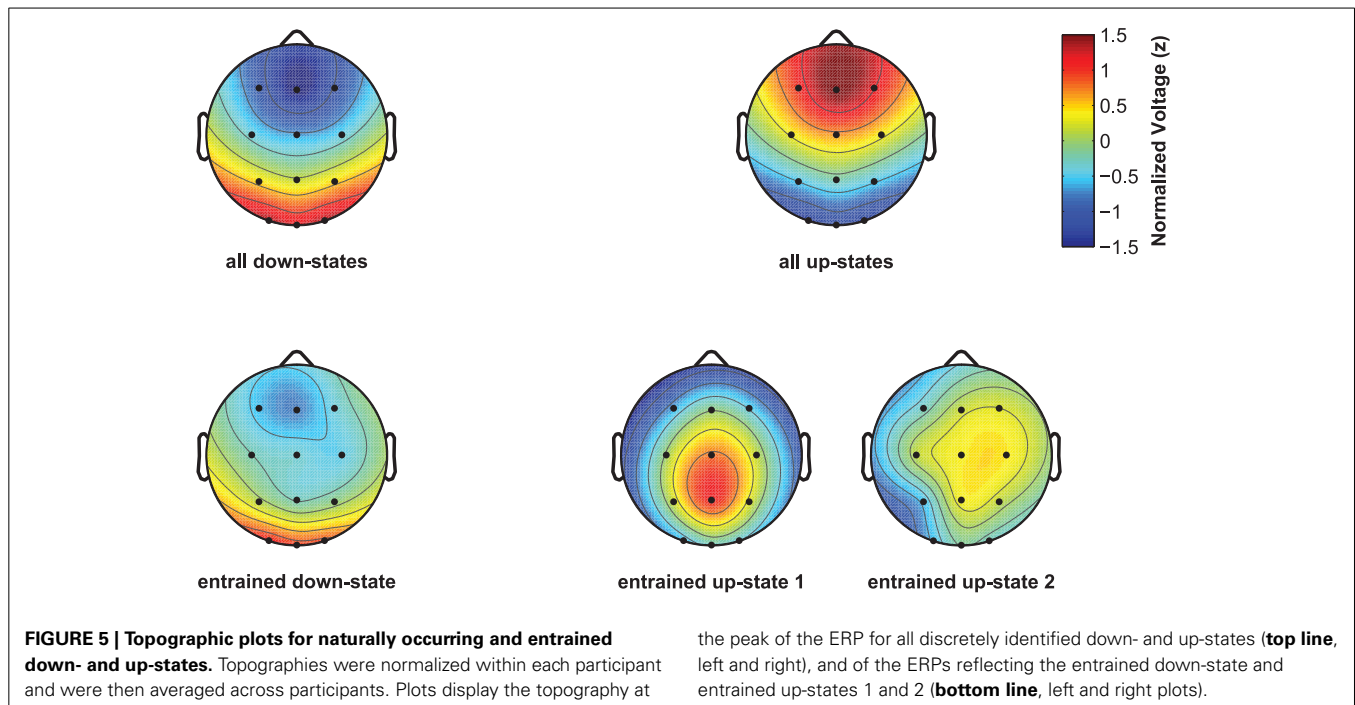 1.5
1
0.5
0
−0.5
−1
−1.5
Normalized Voltage (z)
all down-states
all up-states
entrained down-state
entrained up-state 1
entrained up-state 2
FIGURE 5 | Topographic plots for naturally occurring and entrained
down- and up-states. Topographies were normalized within each participant
and were then averaged across participants. Plots display the topography at
the peak of the ERP for all discretely identified down- and up-states (top line,
left and right), and of the ERPs reflecting the entrained down-state and
entrained up-states 1 and 2 (bottom line, left and right plots).